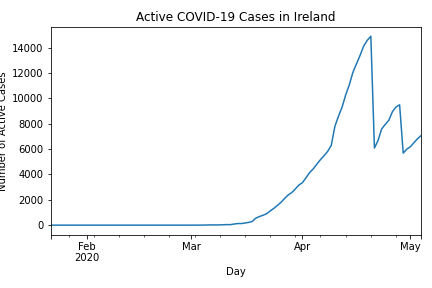 Active COVID-19 Cases in Ireland
Number of Active Cases
14000
12000
10000
8000
6000
4000
2000
0
Feb
2020
Mar
Apr
May
Day